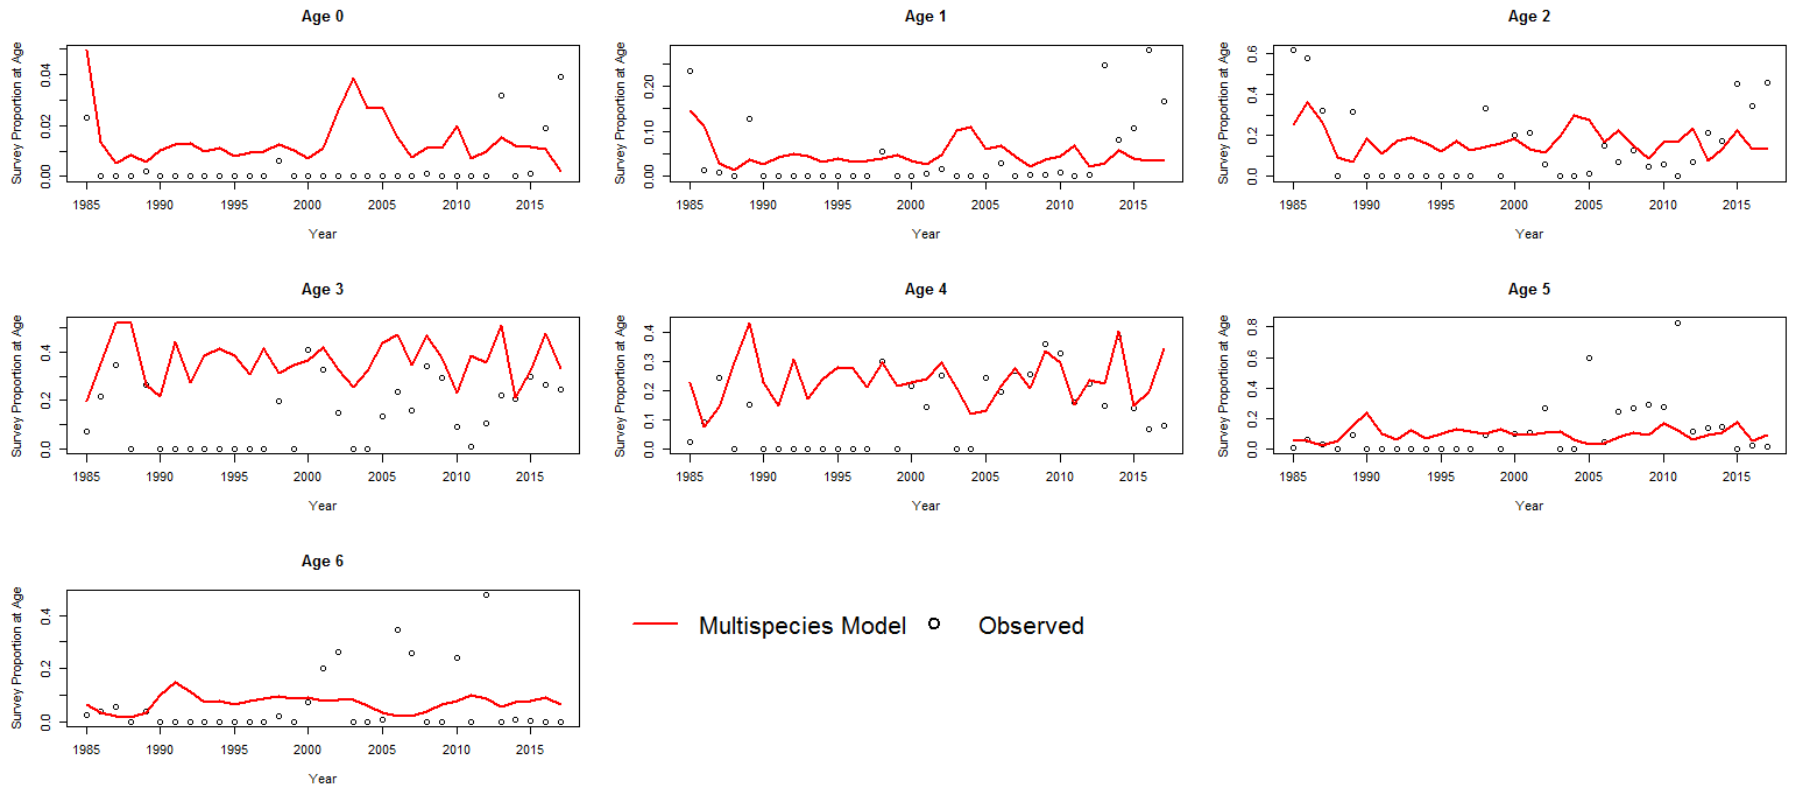 Age 0
Survey Proportion at Age
0.00 0.02 0.04
1985 1990 1995 2000 2005 2010 2015
Year
Age 1
Survey Proportion at Age
0.00 0.10 0.20
1985 1990 1995 2000 2005 2010 2015
Year
Age 2
Survey Proportion at Age
0.0 0.2 0.4 0.6
1985 1990 1995 2000 2005 2010 2015
Year
Age 3
Survey Proportion at Age
0.0 0.2 0.4
1985 1990 1995 2000 2005 2010 2015
Year
Age 4
Survey Proportion at Age
0.0 0.1 0.2 0.3 0.4
1985 1990 1995 2000 2005 2010 2015
Year
Age 5
Survey Proportion at Age
0.0 0.2 0.4 0.6 0.8
1985 1990 1995 2000 2005 2010 2015
Year
Age 6
Survey Proportion at Age
0.0 0.2 0.4
1985 1990 1995 2000 2005 2010 2015
Year
Multispecies Model Observed